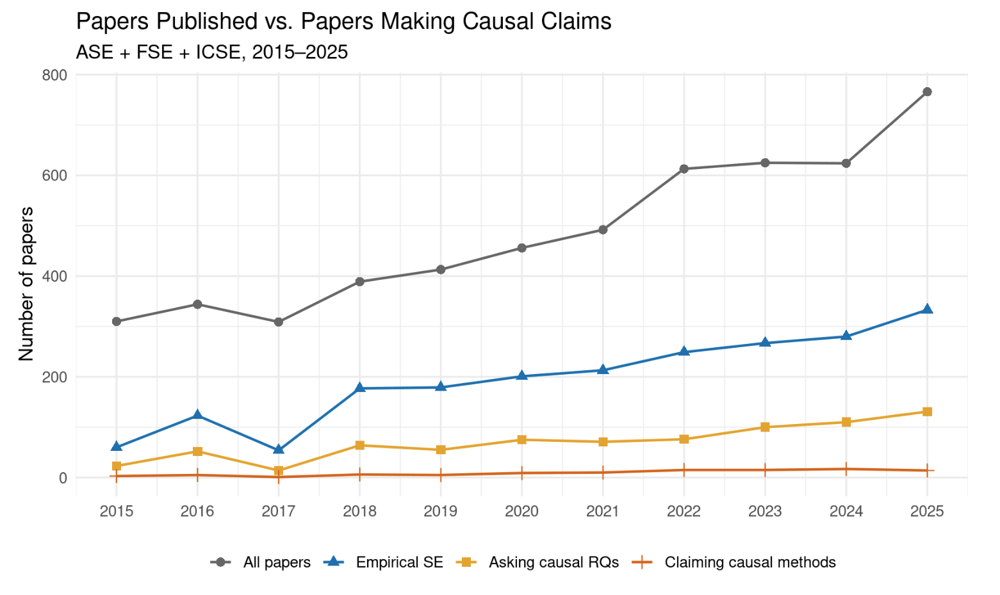 Papers Published vs. Papers Making Causal Claims
ASE + FSE + ICSE, 2015–2025
Number of papers
800
600
400
200
0
2015 2016 2017 2018 2019 2020 2021 2022 2023 2024 2025
All papers Empirical SE Asking causal RQs Claiming causal methods